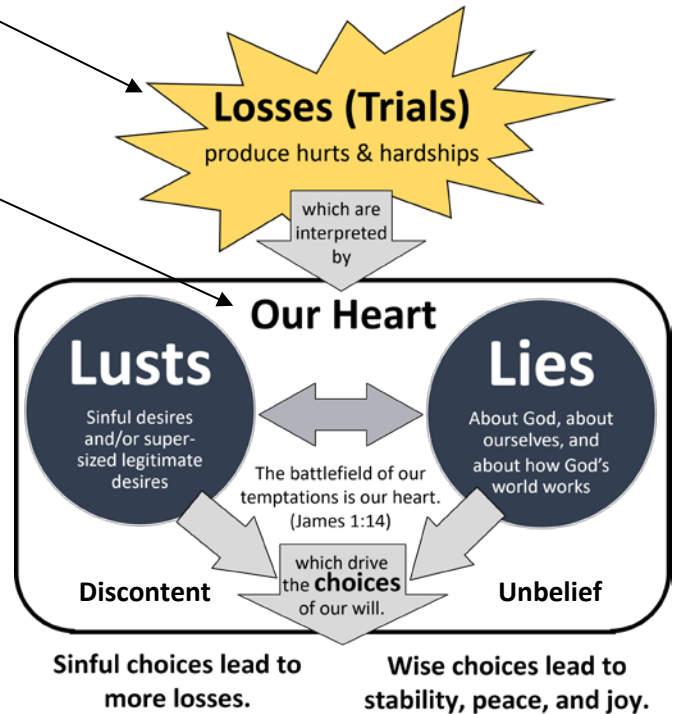 Losses (Trials)
produce hurts & hardships
which are
interpreted
by
Our Heart
Lusts
Sinful desires
and/or super-
sized legitimate
desires
Lies
About God, about
ourselves, and
about how God's
world works
The battlefield of our
temptations is our heart.
(James 1:14)
which drive
the choices
of our will.
Discontent
Unbelief
Sinful choices lead to
more losses.
Wise choices lead to
stability, peace, and joy.